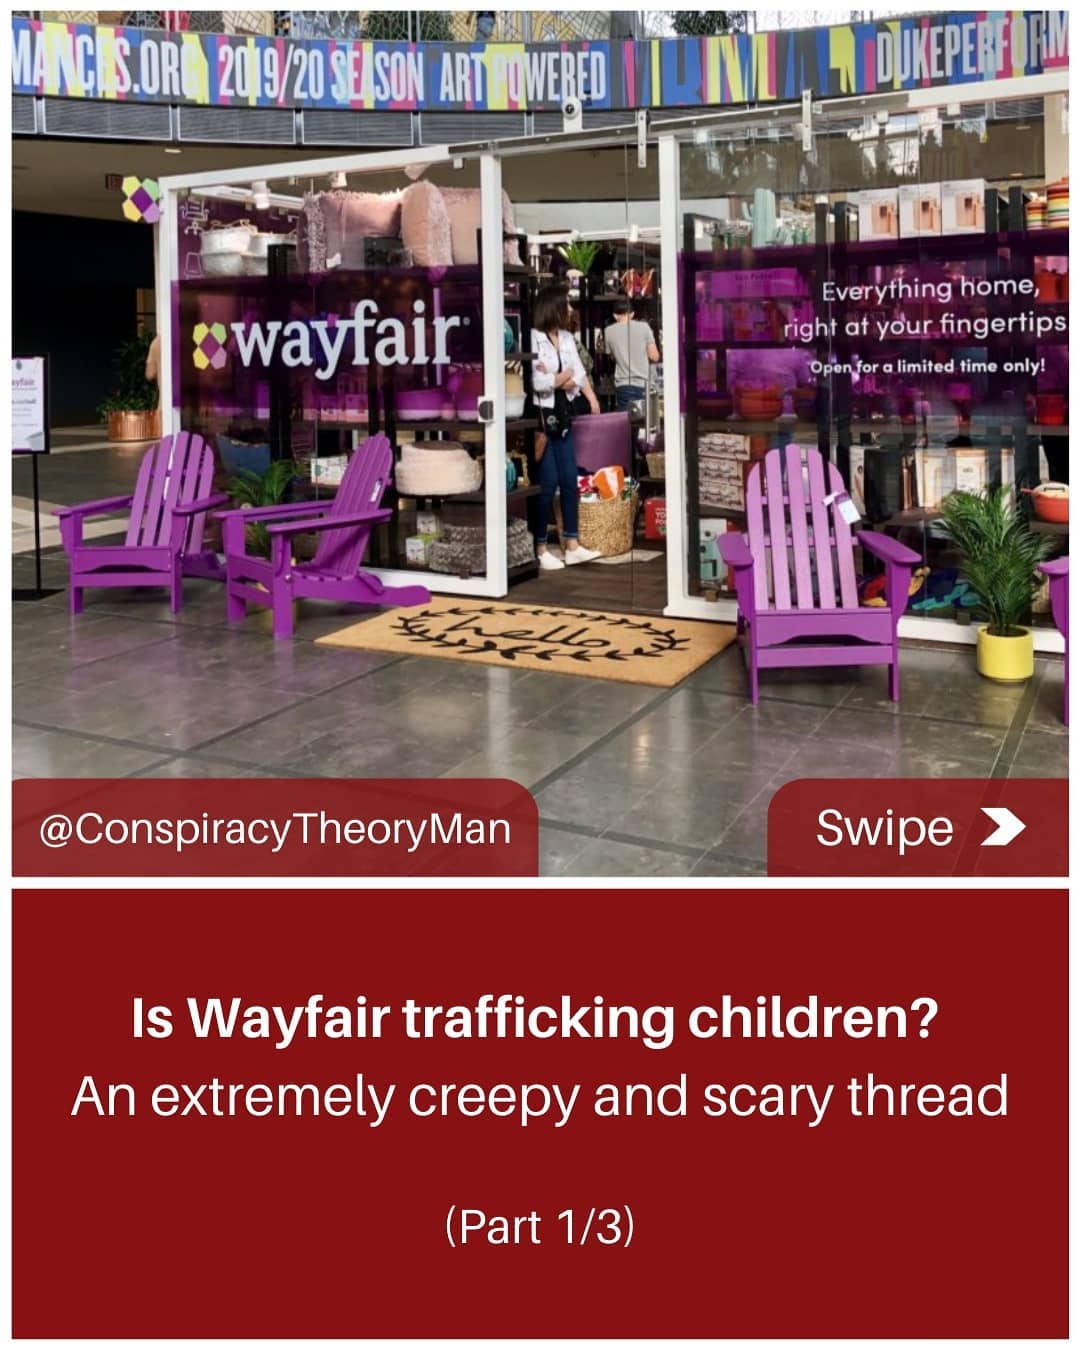 MANCES.ORG 2019/20 SEASON ART POWERED
DUKEPERFORM
wayfair
Everything home,
right at your fingertips
Open for a limited time only!
hello
@ConspiracyTheoryMan
Swipe
Is Wayfair trafficking children?
An extremely creepy and scary thread
(Part 1/3)